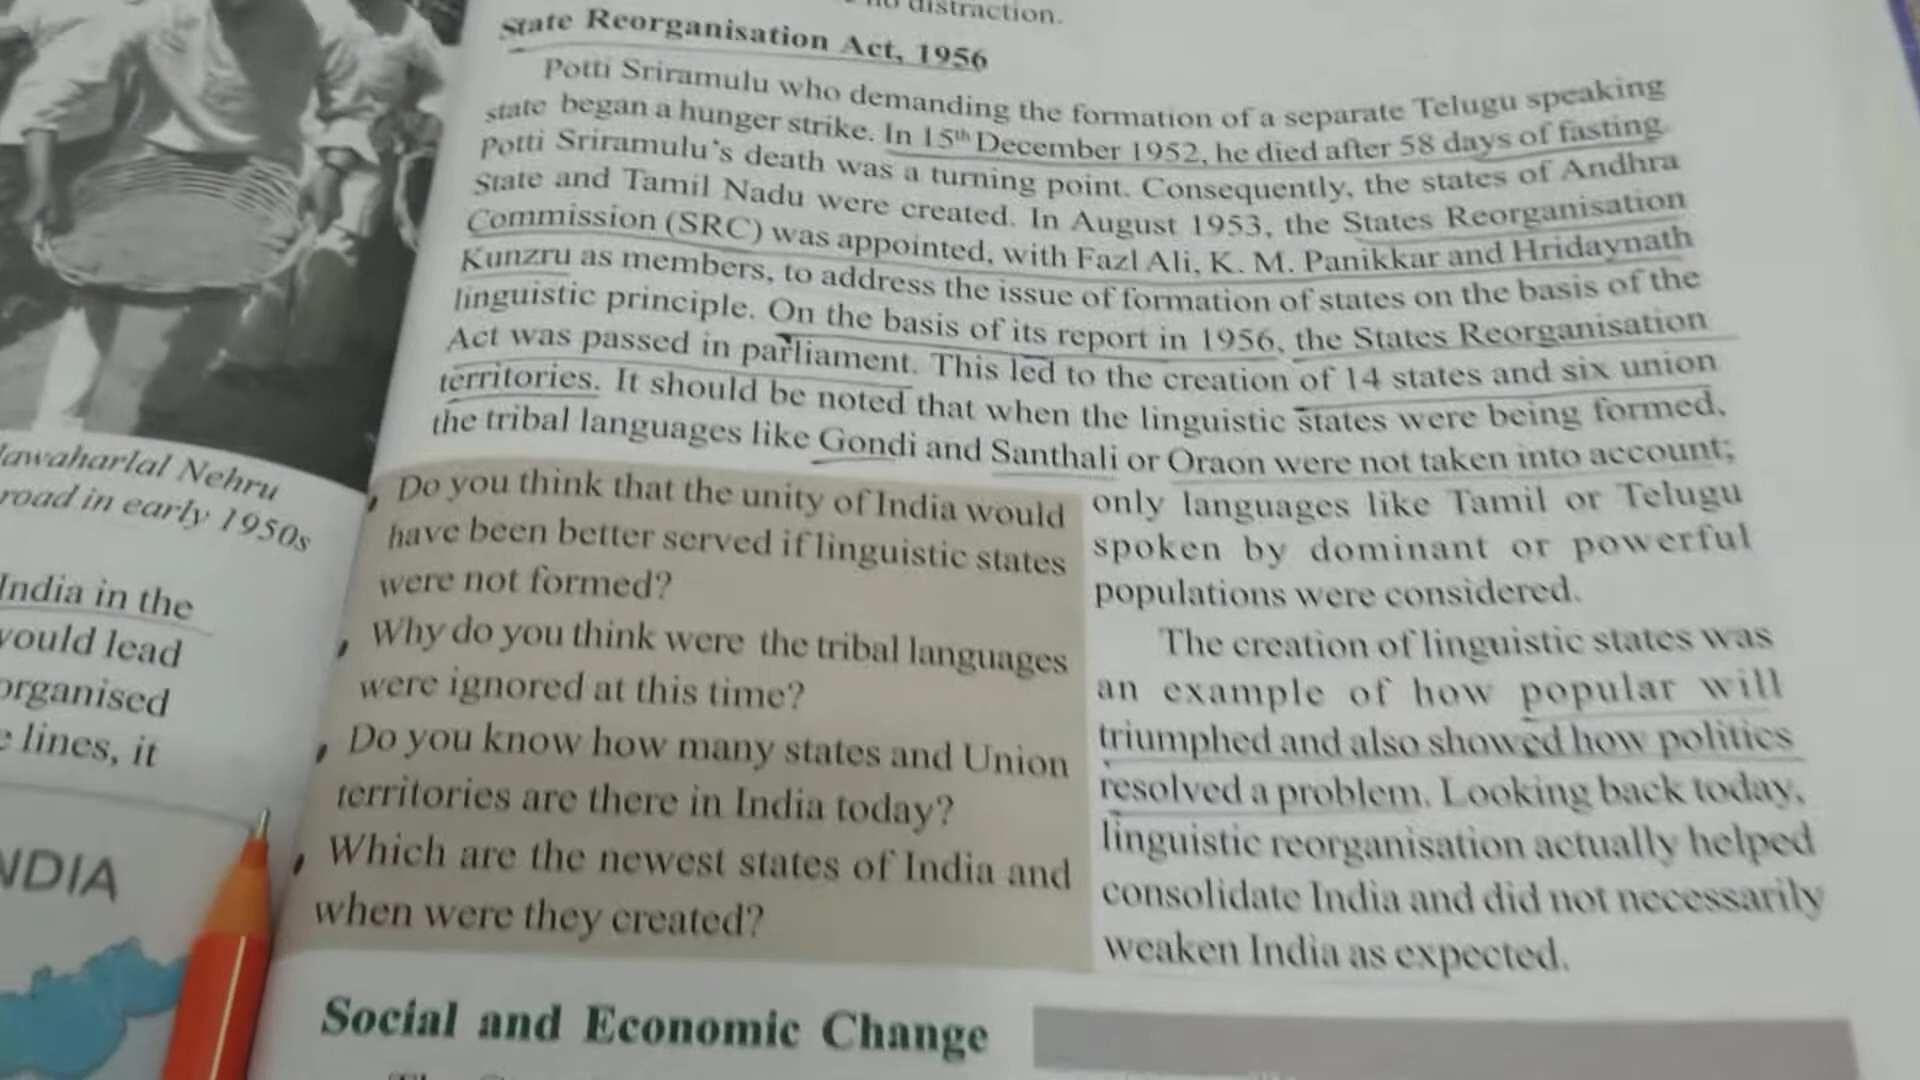 no distraction.
State Reorganisation Act, 1956
Potti Sriramulu who demanding the formation of a separate Telugu speaking
state began a hunger strike. In 15th December 1952, he died after 58 days of fasting.
Potti Sriramulu's death was a turning point. Consequently, the states of Andhra
State and Tamil Nadu were created. In August 1953, the States Reorganisation
Commission (SRC) was appointed, with Fazl Ali, K. M. Panikkar and Hridaynath
Kunzru as members, to address the issue of formation of states on the basis of the
linguistic principle. On the basis of its report in 1956, the States Reorganisation
Act was passed in parliament. This led to the creation of 14 states and six union
territories. It should be noted that when the linguistic states were being formed,
the tribal languages like Gondi and Santhali or Oraon were not taken into account;
only languages like Tamil or Telugu
spoken by dominant or powerful
populations were considered.
The creation of linguistic states was
an example of how popular will
triumphed and also showed how politics
resolved a problem. Looking back today,
linguistic reorganisation actually helped
consolidate India and did not necessarily
weaken India as expected.
Do you think that the unity of India would
have been better served if linguistic states
were not formed?
Why do you think were the tribal languages
were ignored at this time?
Do you know how many states and Union
territories are there in India today?
Which are the newest states of India and
when were they created?
Social and Economic Change
Jawaharlal Nehru
road in early 1950s
India in the
would lead
organised
lines, it
INDIA